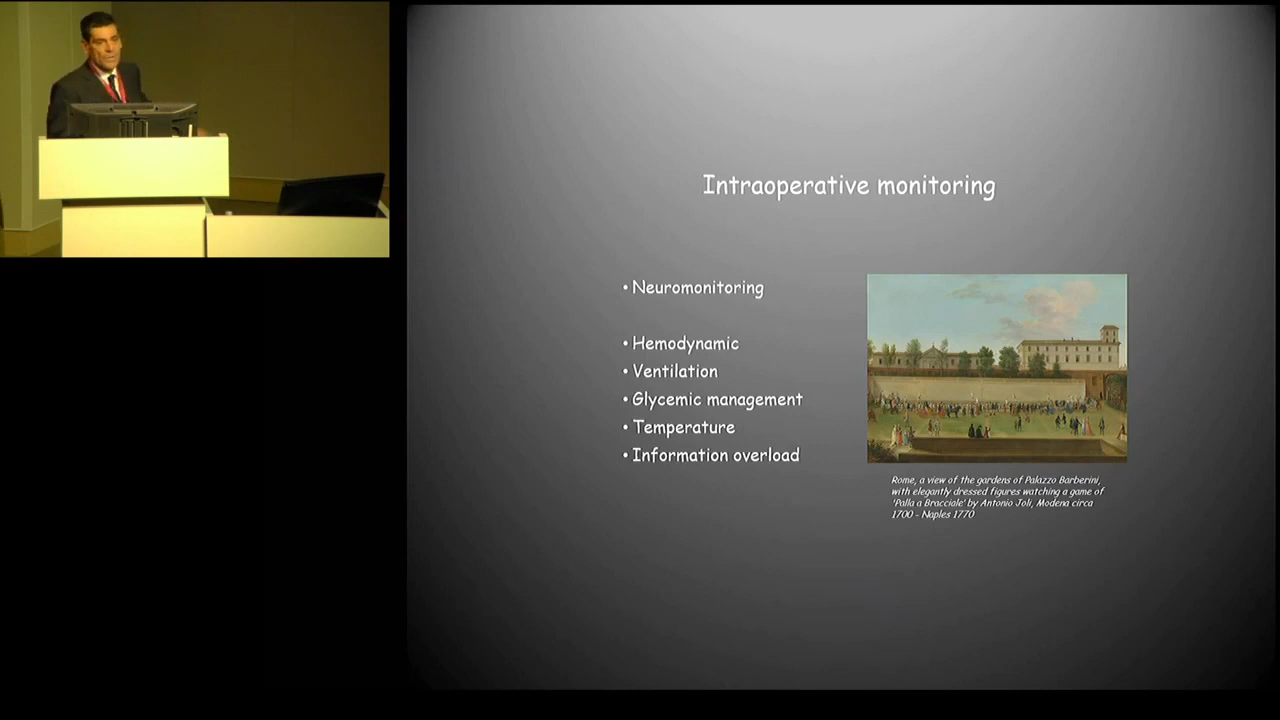 Intraoperative monitoring
• Neuromonitoring
• Hemodynamic
• Ventilation
• Glycemic management
• Temperature
• Information overload
Rome, a view of the gardens of Palazzo Barberini,
with elegantly dressed figures watching a game of
'Palla a Bracciale' by Antonio Joli, Modena circa
1700 - Naples 1770